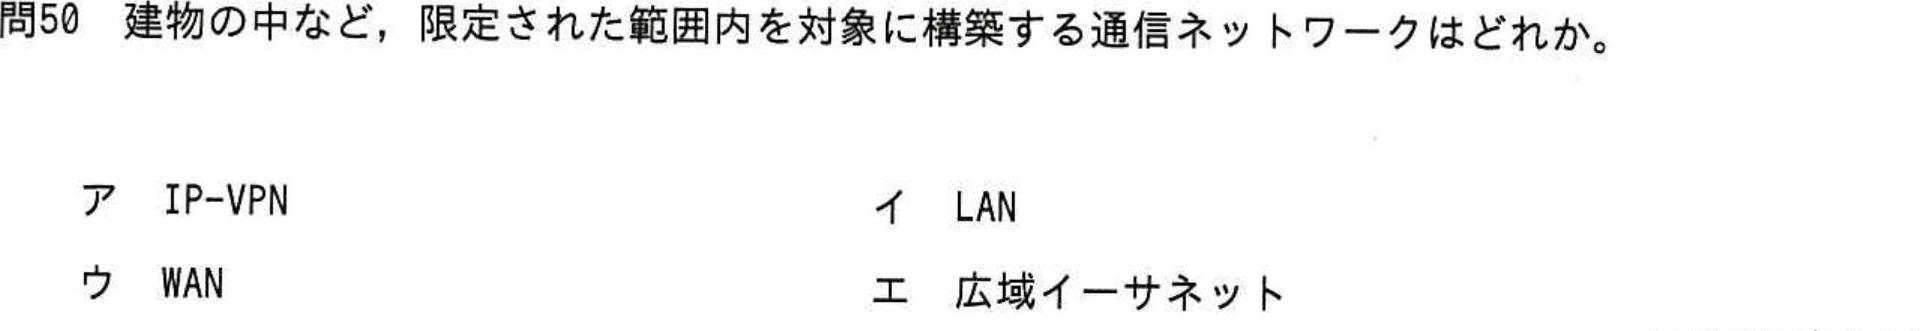 問50 建物の中など，限定された範囲内を対象に構築する通信ネットワークはどれか。
ア IP-VPN
イ LAN
ウ WAN
エ 広域イーサネット